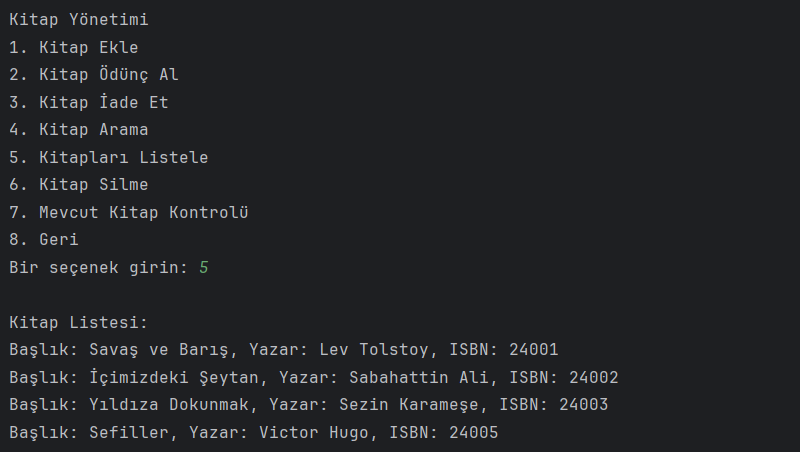 Kitap Yönetimi
1. Kitap Ekle
2. Kitap Ödünç Al
3. Kitap İade Et
4. Kitap Arama
5. Kitapları Listele
6. Kitap Silme
7. Mevcut Kitap Kontrolü
8. Geri
Bir seçenek girin: 5
Kitap Listesi:
Başlık: Savaş ve Barış, Yazar: Lev Tolstoy, ISBN: 24001
Başlık: İçimizdeki Şeytan, Yazar: Sabahattin Ali, ISBN: 24002
Başlık: Yıldıza Dokunmak, Yazar: Sezin Karameşe, ISBN: 24003
Başlık: Sefiller, Yazar: Victor Hugo, ISBN: 24005